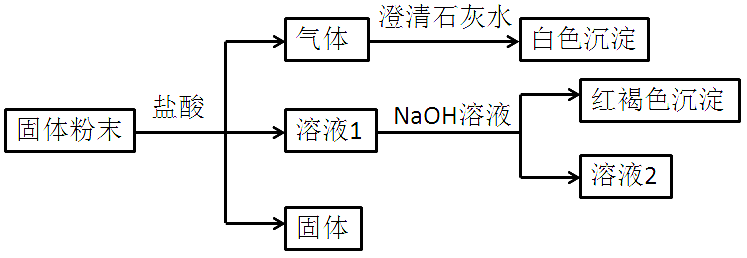 澄清石灰水
气体
白色沉淀
盐酸
固体粉末
溶液1
NaOH溶液
红褐色沉淀
溶液2
固体